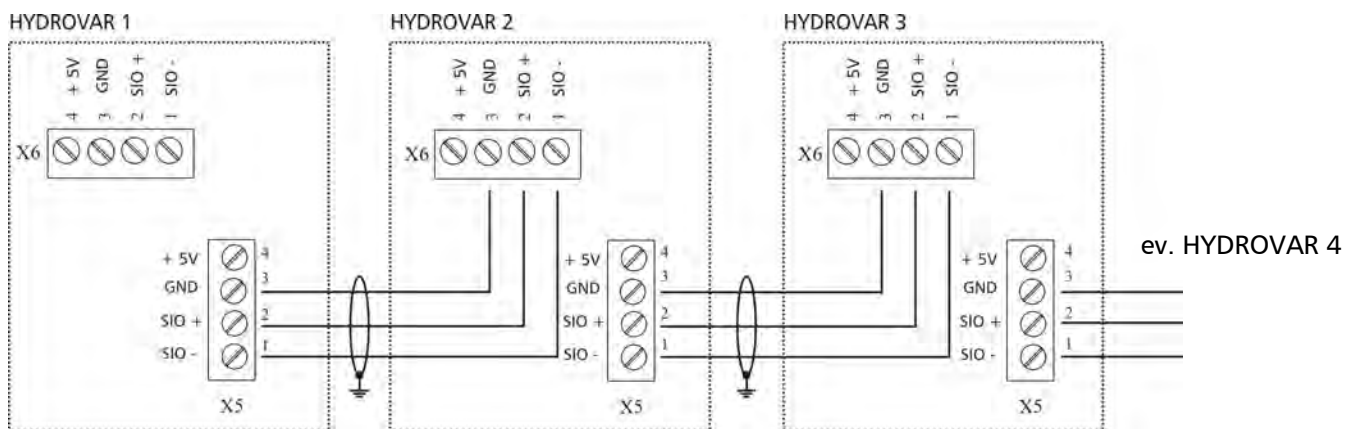 HYDROVAR 1
+ 5V
GND
SIO +
SIO -
4
3
2
1
X6
+ 5V
GND
SIO +
SIO -
4
3
2
1
X5
HYDROVAR 2
+ 5V
GND
SIO +
SIO -
4
3
2
1
X6
+ 5V
GND
SIO +
SIO -
4
3
2
1
X5
HYDROVAR 3
+ 5V
GND
SIO +
SIO -
4
3
2
1
X6
+ 5V
GND
SIO +
SIO -
4
3
2
1
X5
ev. HYDROVAR 4